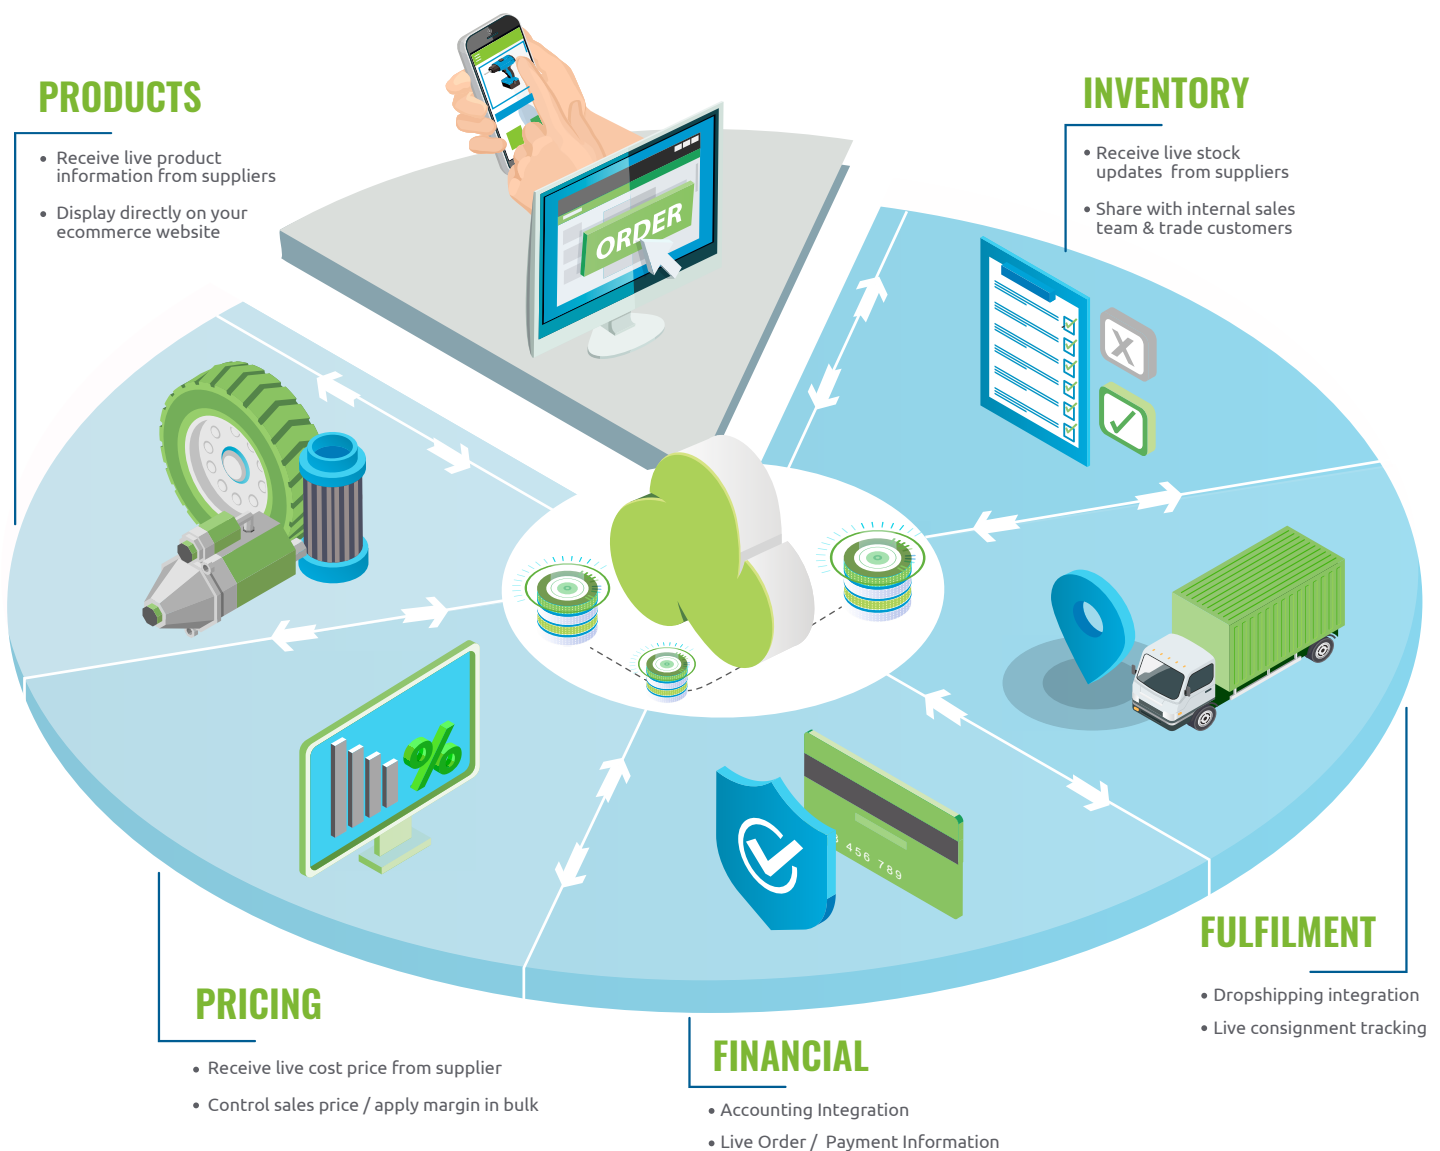 PRODUCTS
• Receive live product
information from suppliers
• Display directly on your
ecommerce website
ORDER
INVENTORY
• Receive live stock
updates from suppliers
• Share with internal sales
team & trade customers
X
%
456 789
FULFILMENT
• Dropshipping integration
• Live consignment tracking
PRICING
• Receive live cost price from supplier
• Control sales price / apply margin in bulk
FINANCIAL
• Accounting Integration
• Live Order / Payment Information